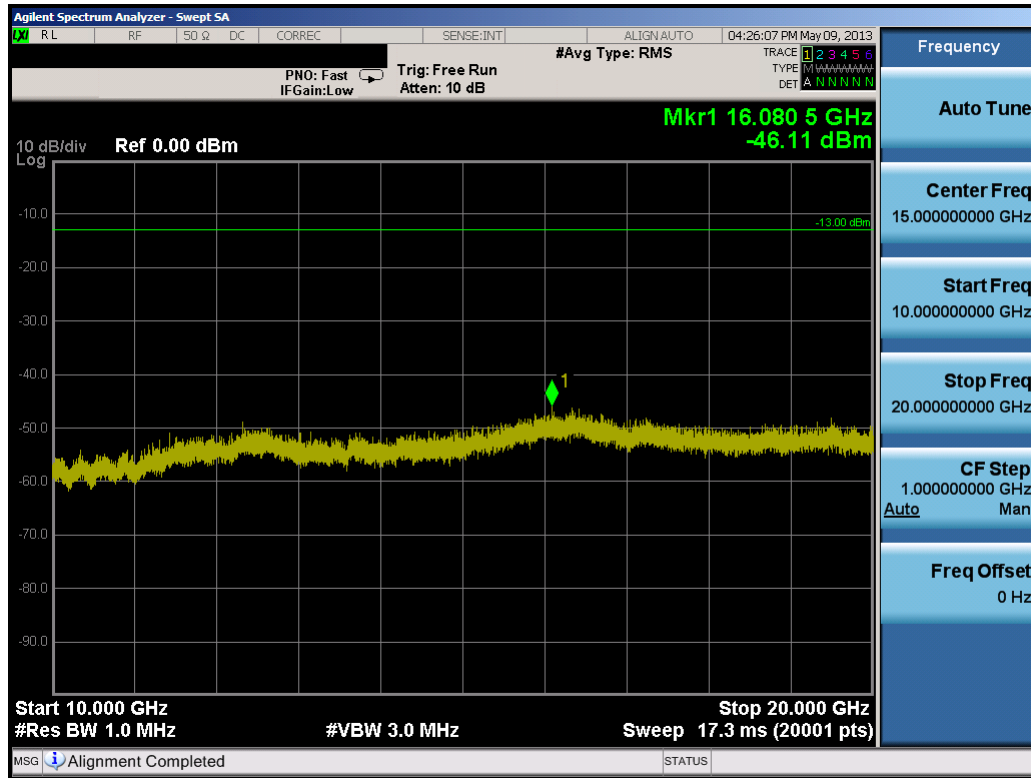 Agilent Spectrum Analyzer - Swept SA
LXI RL RF 50 Ω DC CORREC SENSE:INT ALIGN AUTO 04:26:07 PM May 09, 2013
Frequency
#Avg Type: RMS
TRACE 1 2 3 4 5 6
PNO: Fast
Trig: Free Run
TYPE M W W W W W
IFGain:Low
Atten: 10 dB
DET A N N N N N
Auto Tune
Mkr1 16.080 5 GHz
-46.11 dBm
10 dB/div
Log
Ref 0.00 dBm
-10.0
-13.00 dBm
-20.0
-30.0
-40.0
1
-50.0
-60.0
-70.0
-80.0
-90.0
Center Freq
15.000000000 GHz
Start Freq
10.000000000 GHz
Stop Freq
20.000000000 GHz
CF Step
1.000000000 GHz
Auto Man
Freq Offset
0 Hz
Start 10.000 GHz
Stop 20.000 GHz
#Res BW 1.0 MHz
#VBW 3.0 MHz
Sweep 17.3 ms (20001 pts)
MSG Alignment Completed
STATUS